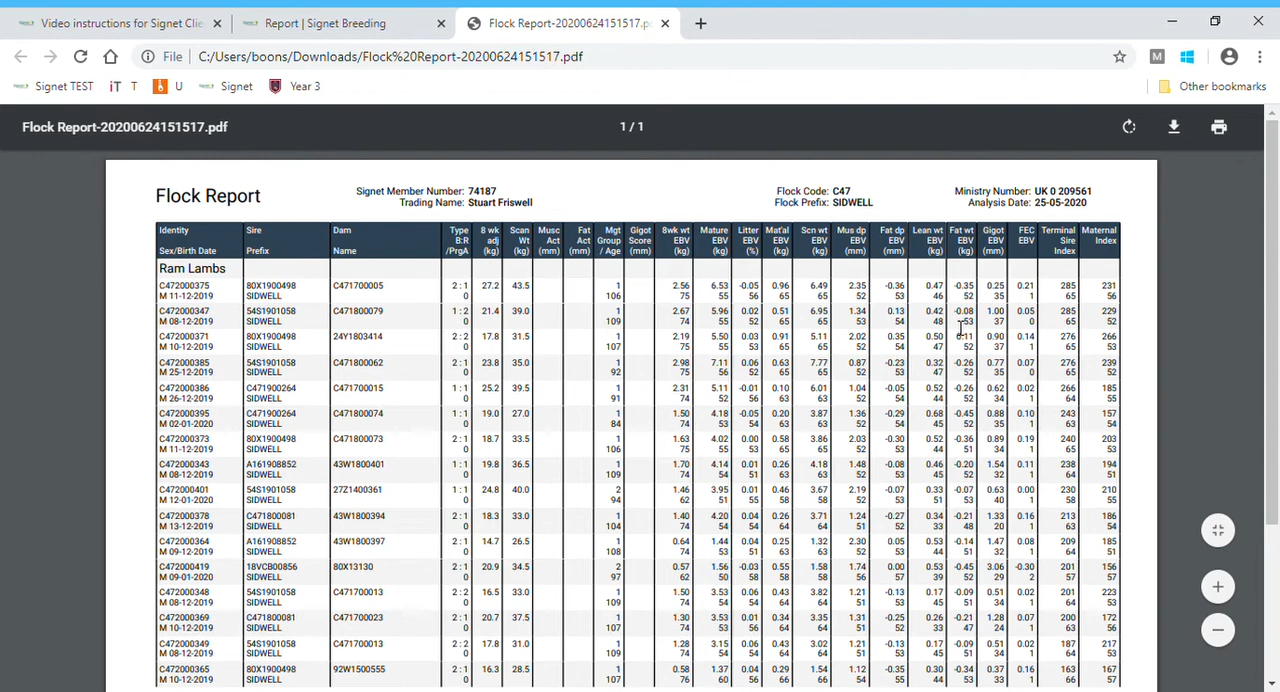 Video instructions for Signet Clie
Report | Signet Breeding
Flock Report-20200624151517.pd
File
C:/Users/boons/Downloads/Flock%20Report-20200624151517.pdf
M
Signet TEST
iT T
U
Signet
Year 3
Other bookmarks
Flock Report-20200624151517.pdf
1 / 1
Flock Report
Signet Member Number: 74187
Trading Name: Stuart Friswell
Flock Code: C47
Flock Prefix: SIDWELL
Ministry Number: UK 0 209561
Analysis Date: 25-05-2020
Identity Sire Dam Type 8 wk Scan Musc Fat Mgt Gigot 8wk wt Mature Litter Mat'al Scn wt Mus dp Fat dp Lean wt Fat wt Gigot FEC Terminal Maternal
B:R adj Wt Act Act Group Score EBV EBV EBV EBV EBV EBV EBV EBV EBV EBV EBV Sire Index
Sex/Birth Date Prefix Name /PrgA (kg) (kg) (mm) (mm) / Age (mm) (kg) (kg) (%) (kg) (kg) (mm) (mm) (kg) (kg) (mm) Index
Ram Lambs
C472000375 80X1900498 C471700005 2 : 1 27.2 43.5 1 2.56 6.53 -0.05 0.96 6.49 2.35 -0.36 0.47 -0.35 0.25 0.21 285 231
M 11-12-2019 SIDWELL 0 106 75 55 56 65 65 52 53 46 52 35 1 65 56
C472000347 54S1901058 C471800079 1 : 2 21.4 39.0 1 2.67 5.96 0.02 0.51 6.95 1.34 0.13 0.42 -0.08 1.00 0.05 285 229
M 08-12-2019 SIDWELL 0 109 74 55 52 65 65 53 54 48 53 37 0 65 52
C472000371 80X1900498 24Y1803414 2 : 2 17.8 31.5 1 2.19 5.50 0.03 0.91 5.11 2.02 0.35 0.50 0.90 0.14 276 266
M 10-12-2019 SIDWELL 0 107 75 55 53 65 65 53 54 47 52 37 1 65 53
C472000385 54S1901058 C471800062 2 : 1 23.8 35.0 1 2.98 7.11 0.06 0.63 7.77 0.87 -0.23 0.32 -0.26 0.77 0.07 276 239
M 25-12-2019 SIDWELL 0 92 75 56 52 64 65 52 53 47 52 35 0 65 52
C472000386 C471900264 C471700015 1 : 1 25.2 39.5 1 2.31 5.11 -0.01 0.10 6.01 1.04 -0.05 0.52 -0.26 0.62 0.02 266 185
M 26-12-2019 SIDWELL 0 91 74 52 56 63 63 52 53 44 52 34 1 64 55
C472000395 C471900264 C471800074 1 : 1 19.0 27.0 1 1.50 4.18 -0.05 0.20 3.87 1.36 -0.29 0.68 -0.45 0.88 0.10 243 157
M 02-01-2020 SIDWELL 0 84 74 53 54 63 64 52 53 44 52 35 1 63 54
C472000373 80X1900498 C471800073 2 : 1 18.7 33.5 1 1.63 4.02 0.00 0.58 3.86 2.03 -0.30 0.52 -0.36 0.89 0.19 240 203
M 11-12-2019 SIDWELL 0 106 75 55 53 65 65 52 53 44 51 34 1 65 53
C472000343 A161908852 43W1800401 1 : 1 19.8 36.5 1 1.70 4.14 0.01 0.26 4.18 1.48 -0.08 0.46 -0.20 1.54 0.11 238 194
M 08-12-2019 SIDWELL 0 109 74 54 51 63 64 52 53 45 52 32 1 64 51
C472000401 54S1901058 27Z1400361 1 : 1 24.8 40.0 2 1.46 3.95 0.01 0.46 3.67 2.19 -0.07 0.33 -0.07 0.63 0.00 230 210
M 12-01-2020 SIDWELL 0 94 62 51 55 58 58 52 53 51 53 40 1 58 55
C472000378 C471800081 43W1800394 2 : 1 18.3 33.0 1 1.40 4.20 0.04 0.26 3.71 1.24 -0.27 0.34 -0.21 1.33 0.16 213 186
M 13-12-2019 SIDWELL 0 104 74 54 54 64 64 51 52 33 48 20 1 63 54
C472000364 A161908852 43W1800397 2 : 1 14.7 26.5 1 0.64 1.44 0.04 0.25 1.32 2.30 0.05 0.53 -0.14 1.47 0.08 209 185
M 09-12-2019 SIDWELL 0 108 74 53 51 63 63 52 53 44 51 32 1 64 51
C472000419 18VCB00856 80X13130 2 : 1 20.9 34.5 2 0.57 1.56 -0.03 0.55 1.58 1.74 0.00 0.53 -0.45 3.06 -0.30 201 156
M 09-01-2020 SIDWELL 0 97 62 50 58 58 58 56 57 39 52 29 2 57 57
C472000348 54S1901058 C471700013 2 : 2 16.5 33.0 1 1.50 3.53 0.06 0.43 3.82 1.21 -0.13 0.17 -0.09 0.51 0.02 201 223
M 08-12-2019 SIDWELL 0 109 74 54 54 64 65 53 54 45 51 34 1 64 53
C472000369 C471800081 C471700023 2 : 1 20.7 37.5 1 1.30 3.53 0.01 0.34 3.35 1.31 -0.25 0.26 -0.21 1.28 0.07 200 172
M 10-12-2019 SIDWELL 0 107 74 53 56 64 65 51 52 33 47 24 1 63 56
C472000349 54S1901058 C471700013 2 : 2 17.8 31.0 1 1.28 3.15 0.06 0.43 3.02 1.21 -0.13 0.17 -0.09 0.51 0.02 187 217
M 08-12-2019 SIDWELL 0 109 74 54 54 64 64 53 54 45 51 34 1 64 53
C472000365 80X1900498 92W1500555 2 : 1 16.3 28.5 1 0.58 1.37 0.04 0.29 1.54 1.12 -0.35 0.30 -0.34 0.37 0.16 163 167
M 10-12-2019 SIDWELL 0 107 76 60 56 66 66 54 55 44 53 34 1 66 57